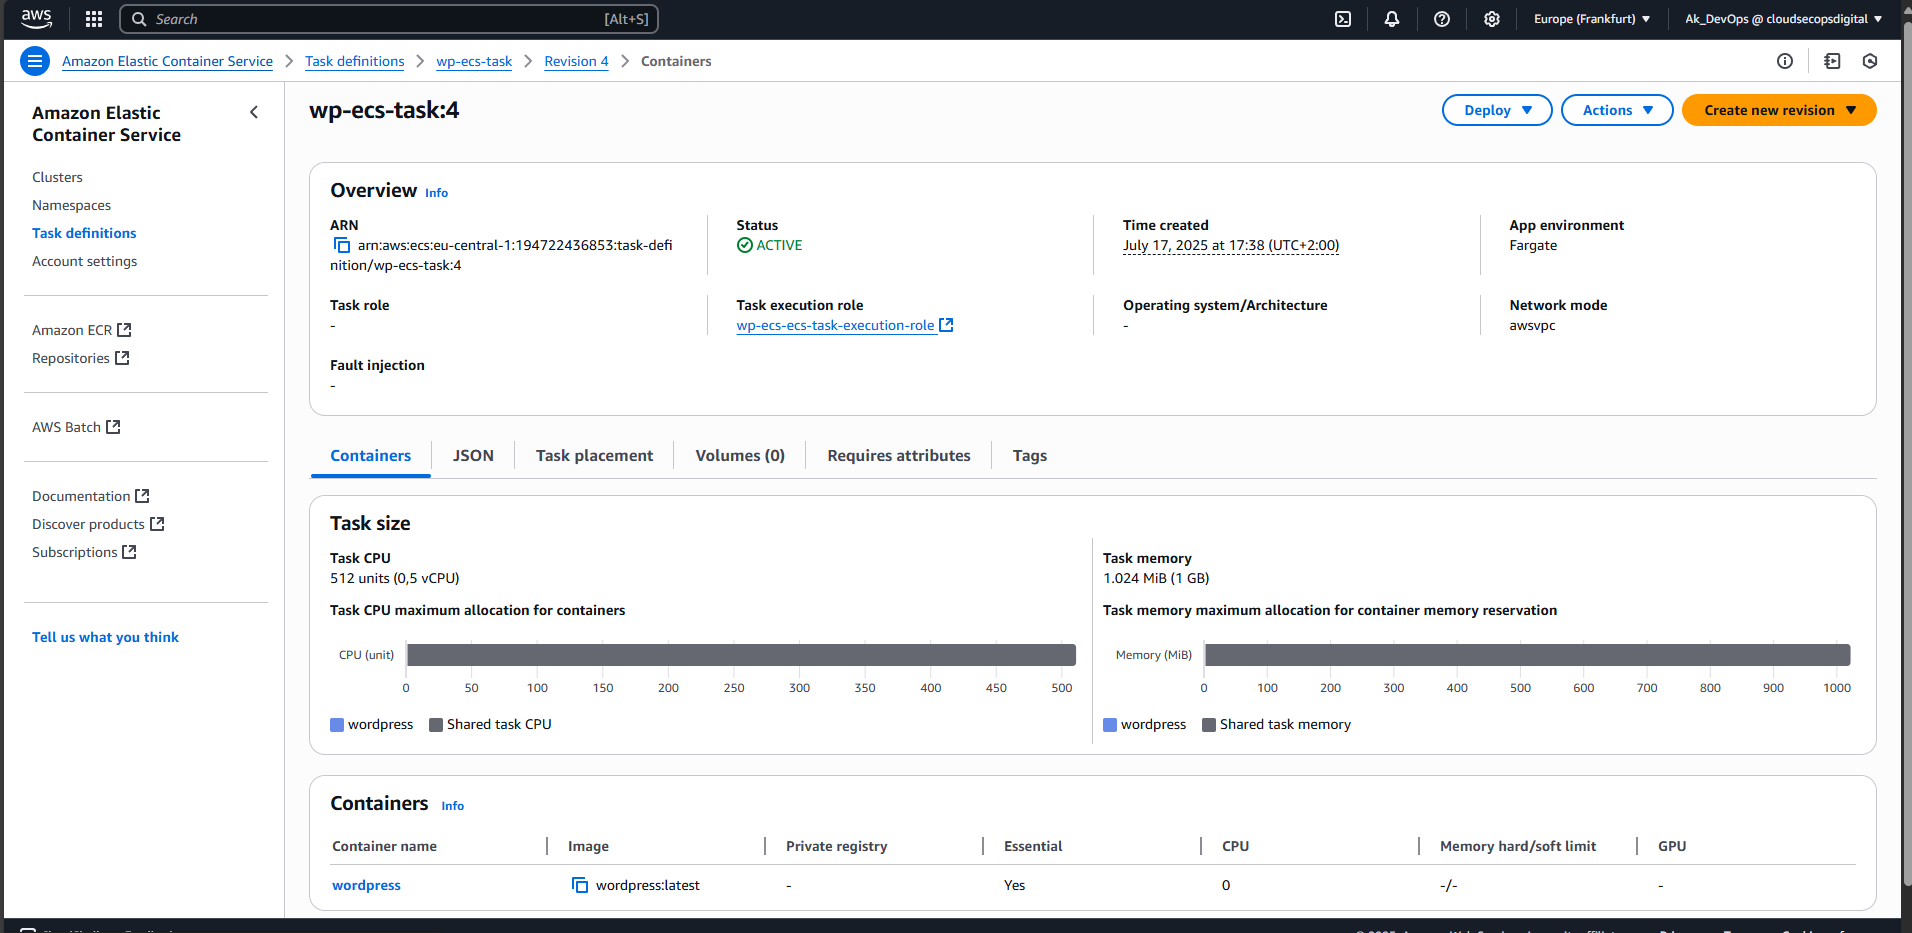 aws
Search
[Alt+S]
Europe (Frankfurt)
Ak_DevOps @ cloudsecopsdigital
Amazon Elastic Container Service
Task definitions
wp-ecs-task
Revision 4
Containers
Amazon Elastic
Container Service
Clusters
Namespaces
Task definitions
Account settings
Amazon ECR
Repositories
AWS Batch
Documentation
Discover products
Subscriptions
Tell us what you think
wp-ecs-task:4
Deploy
Actions
Create new revision
Overview Info
ARN
arn:aws:ecs:eu-central-1:194722436853:task-defi
nition/wp-ecs-task:4
Status
ACTIVE
Time created
July 17, 2025 at 17:38 (UTC+2:00)
App environment
Fargate
Task role
-
Task execution role
wp-ecs-ecs-task-execution-role
Operating system/Architecture
-
Network mode
awsvpc
Fault injection
-
Containers
JSON
Task placement
Volumes (0)
Requires attributes
Tags
Task size
Task CPU
512 units (0,5 vCPU)
Task CPU maximum allocation for containers
CPU (unit)
0 50 100 150 200 250 300 350 400 450 500
wordpress Shared task CPU
Task memory
1.024 MiB (1 GB)
Task memory maximum allocation for container memory reservation
Memory (MiB)
0 100 200 300 400 500 600 700 800 900 1000
wordpress Shared task memory
Containers Info
Container name Image Private registry Essential CPU Memory hard/soft limit GPU
wordpress wordpress:latest - Yes 0 -/- -